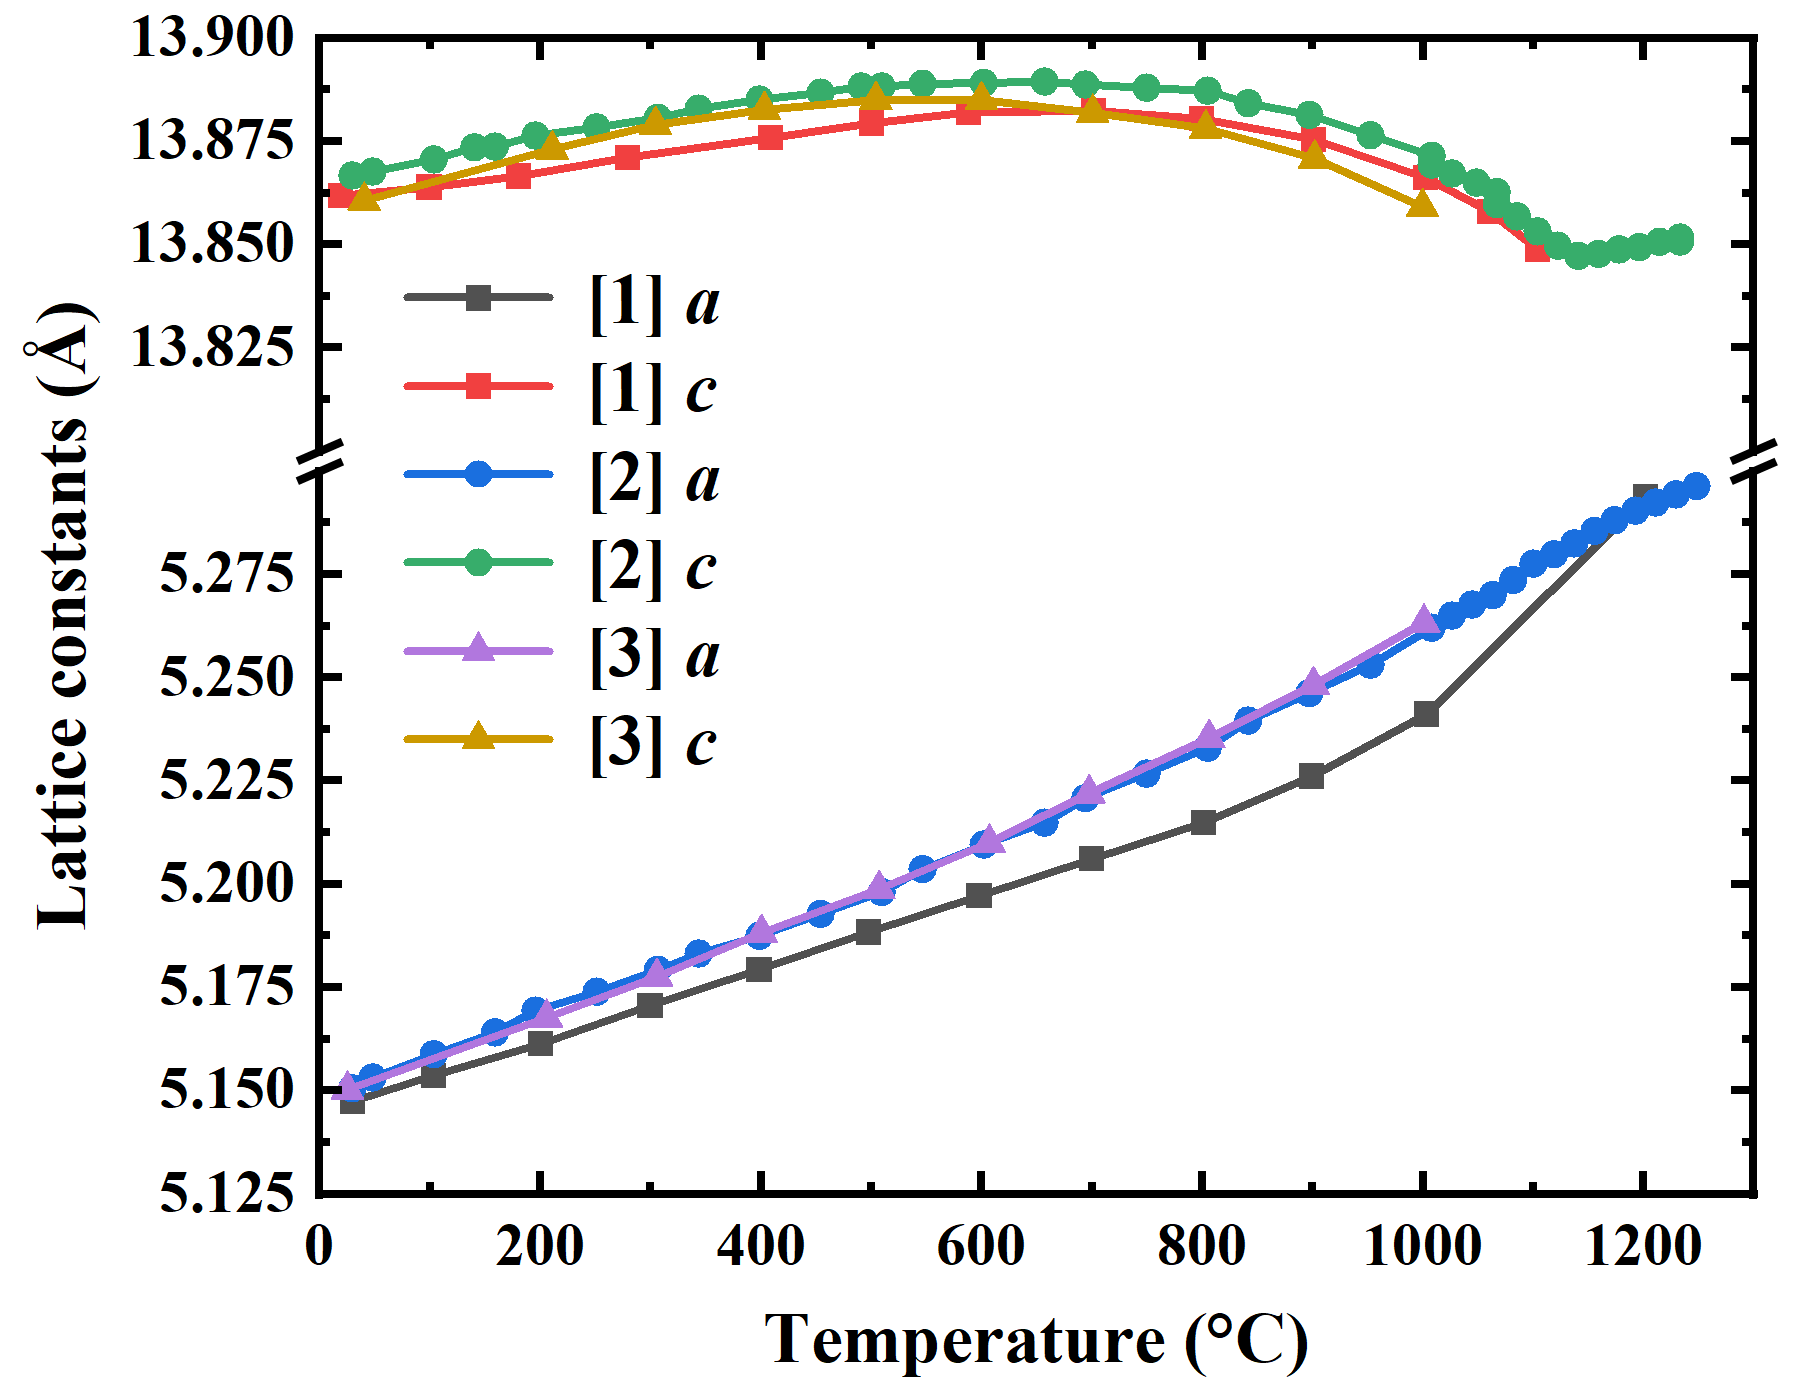 13.900
13.875
13.850
13.825
5.275
5.250
5.225
5.200
5.175
5.150
5.125
Lattice constants (Å)
[1] a
[1] c
[2] a
[2] c
[3] a
[3] c
0 200 400 600 800 1000 1200
Temperature (°C)